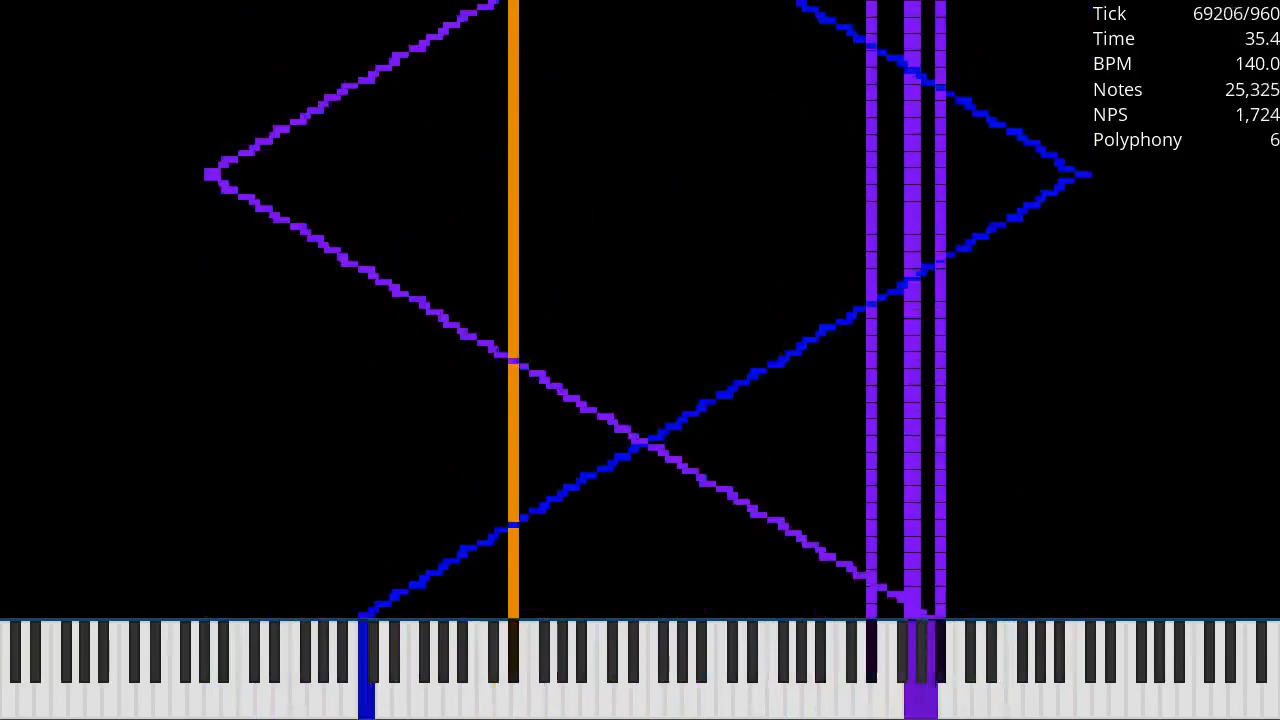 Tick 69206/960
Time 35.4
BPM 140.0
Notes 25,325
NPS 1,724
Polyphony 6